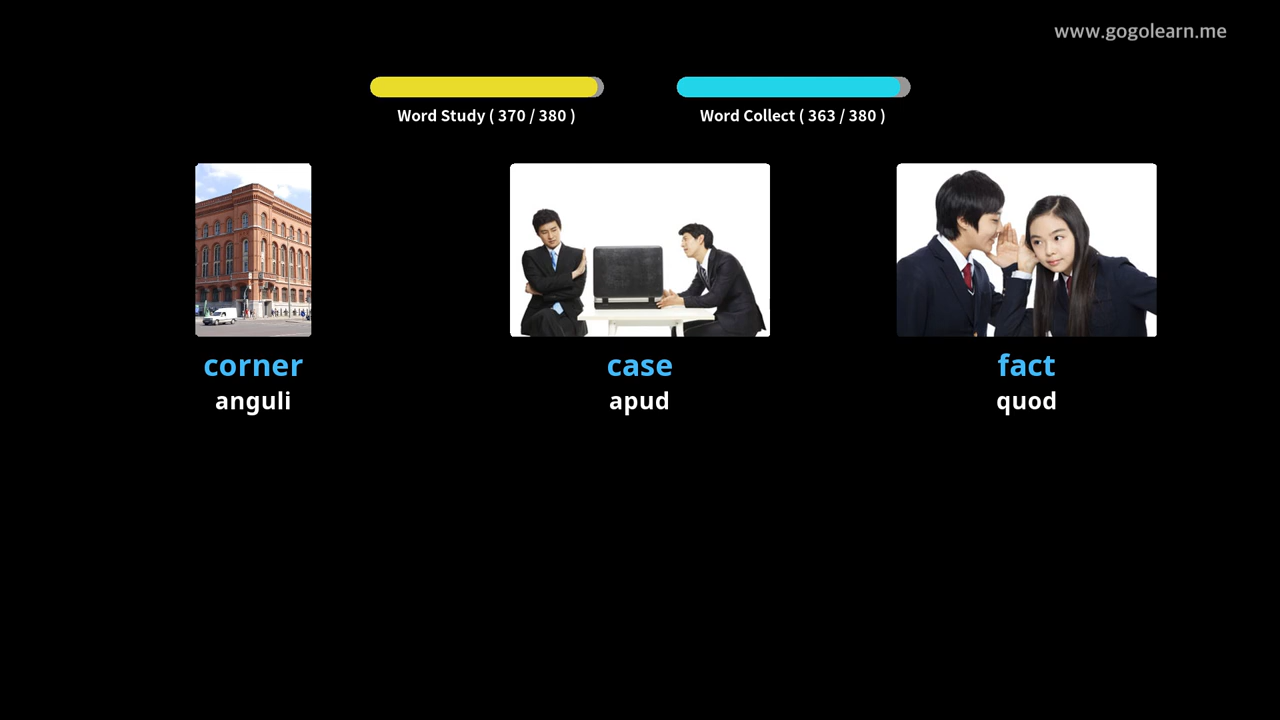 www.gogolearn.me
Word Study ( 370 / 380 )
Word Collect ( 363 / 380 )
corner
anguli
case
apud
fact
quod